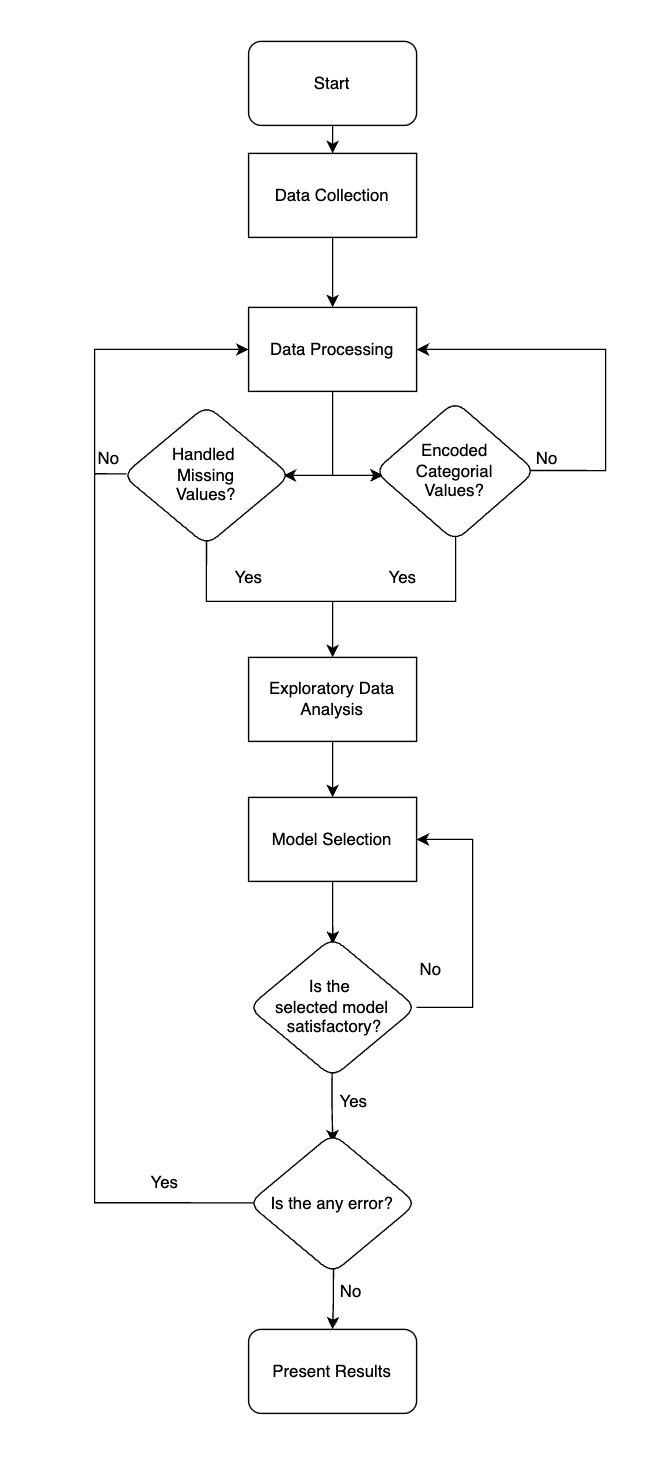 Start
Data Collection
Data Processing
No
Handled
Missing
Values?
Encoded
Categorial
Values?
No
Yes
Yes
Exploratory Data
Analysis
Model Selection
No
Is the
selected model
satisfactory?
Yes
Yes
Is the any error?
No
Present Results